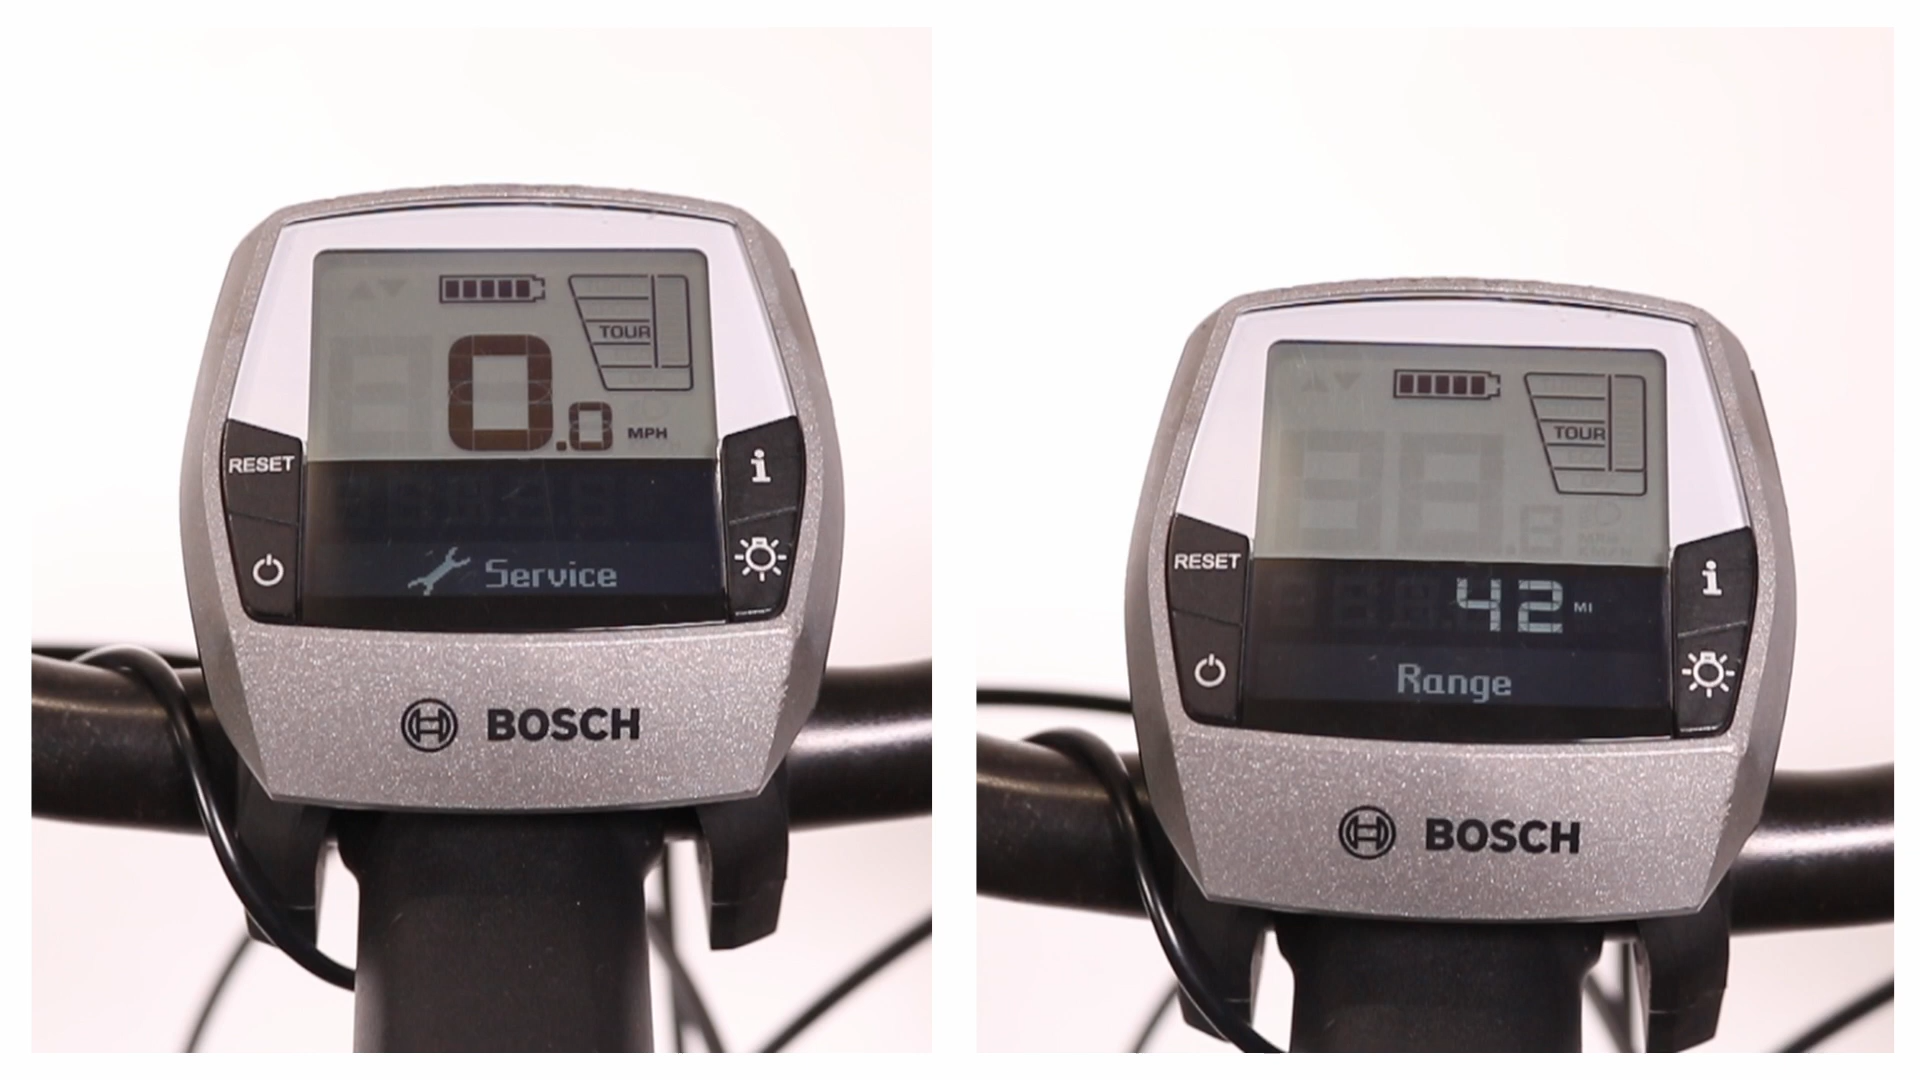 TOUR
0.0 MPH
RESET
i
Service
BOSCH
TOUR
RESET
i
42 MI
Range
BOSCH